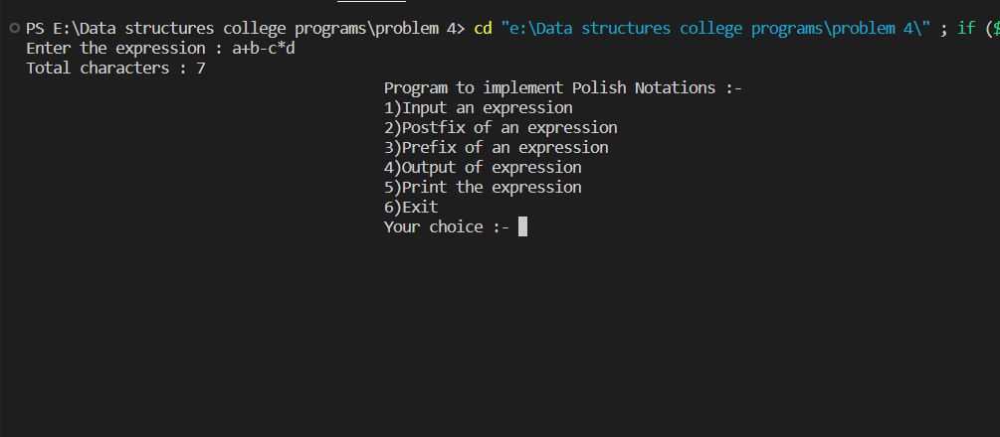 PS E:\Data structures college programs\problem 4> cd "e:\Data structures college programs\problem 4\" ; if ($
Enter the expression : a+b-c*d
Total characters : 7
Program to implement Polish Notations :-
1)Input an expression
2)Postfix of an expression
3)Prefix of an expression
4)Output of expression
5)Print the expression
6)Exit
Your choice :-